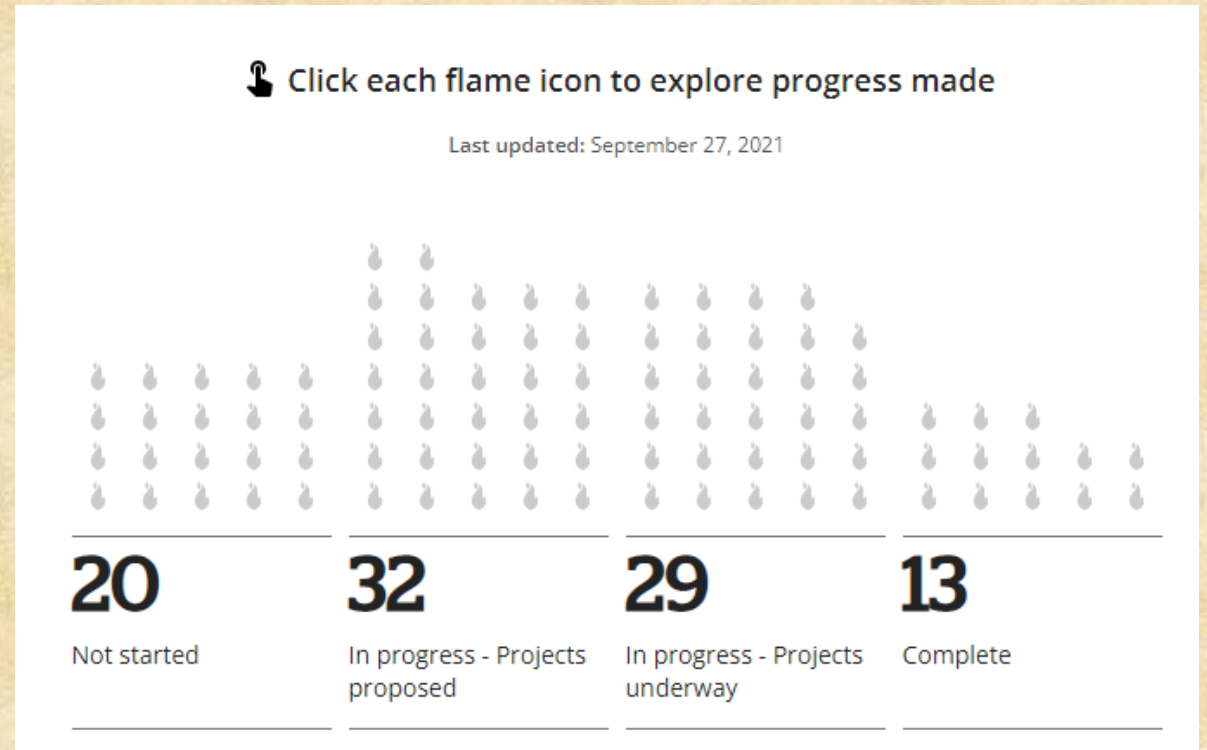 Click each flame icon to explore progress made
Last updated: September 27, 2021
20
Not started
32
In progress - Projects
proposed
29
In progress - Projects
underway
13
Complete